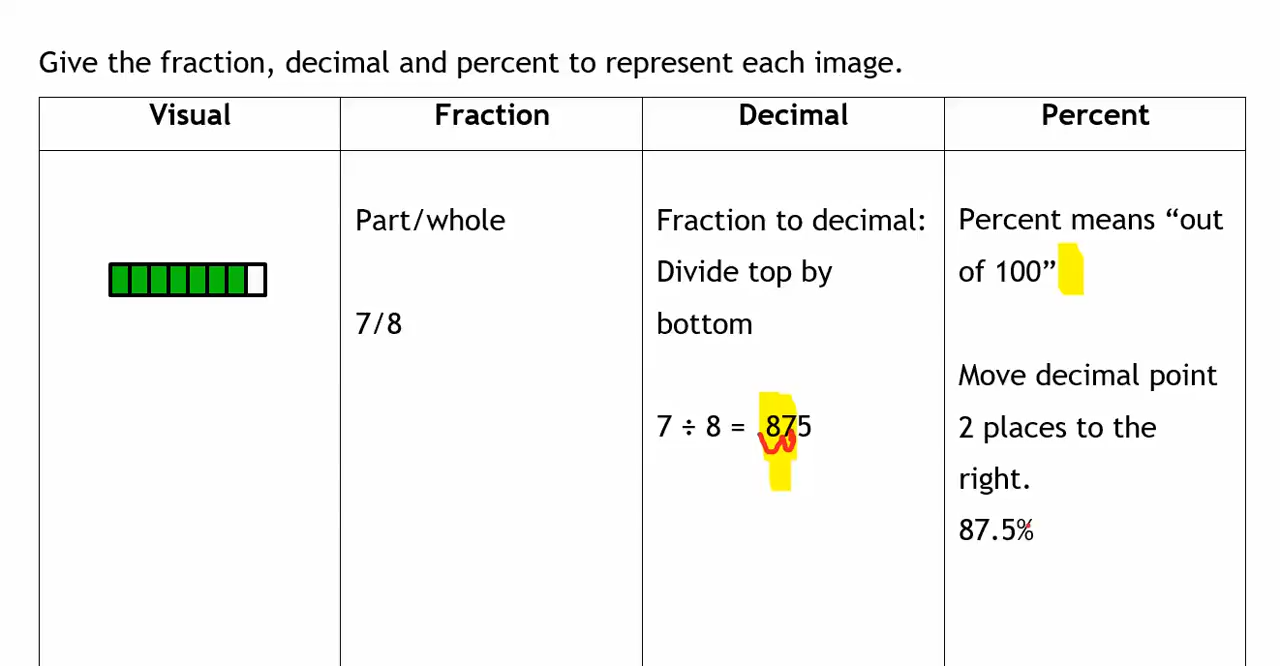 Give the fraction, decimal and percent to represent each image.
Visual Fraction Decimal Percent
Part/whole
7/8
Fraction to decimal:
Divide top by
bottom
7 ÷ 8 = 875
Percent means “out
of 100”
Move decimal point
2 places to the
right.
87.5%